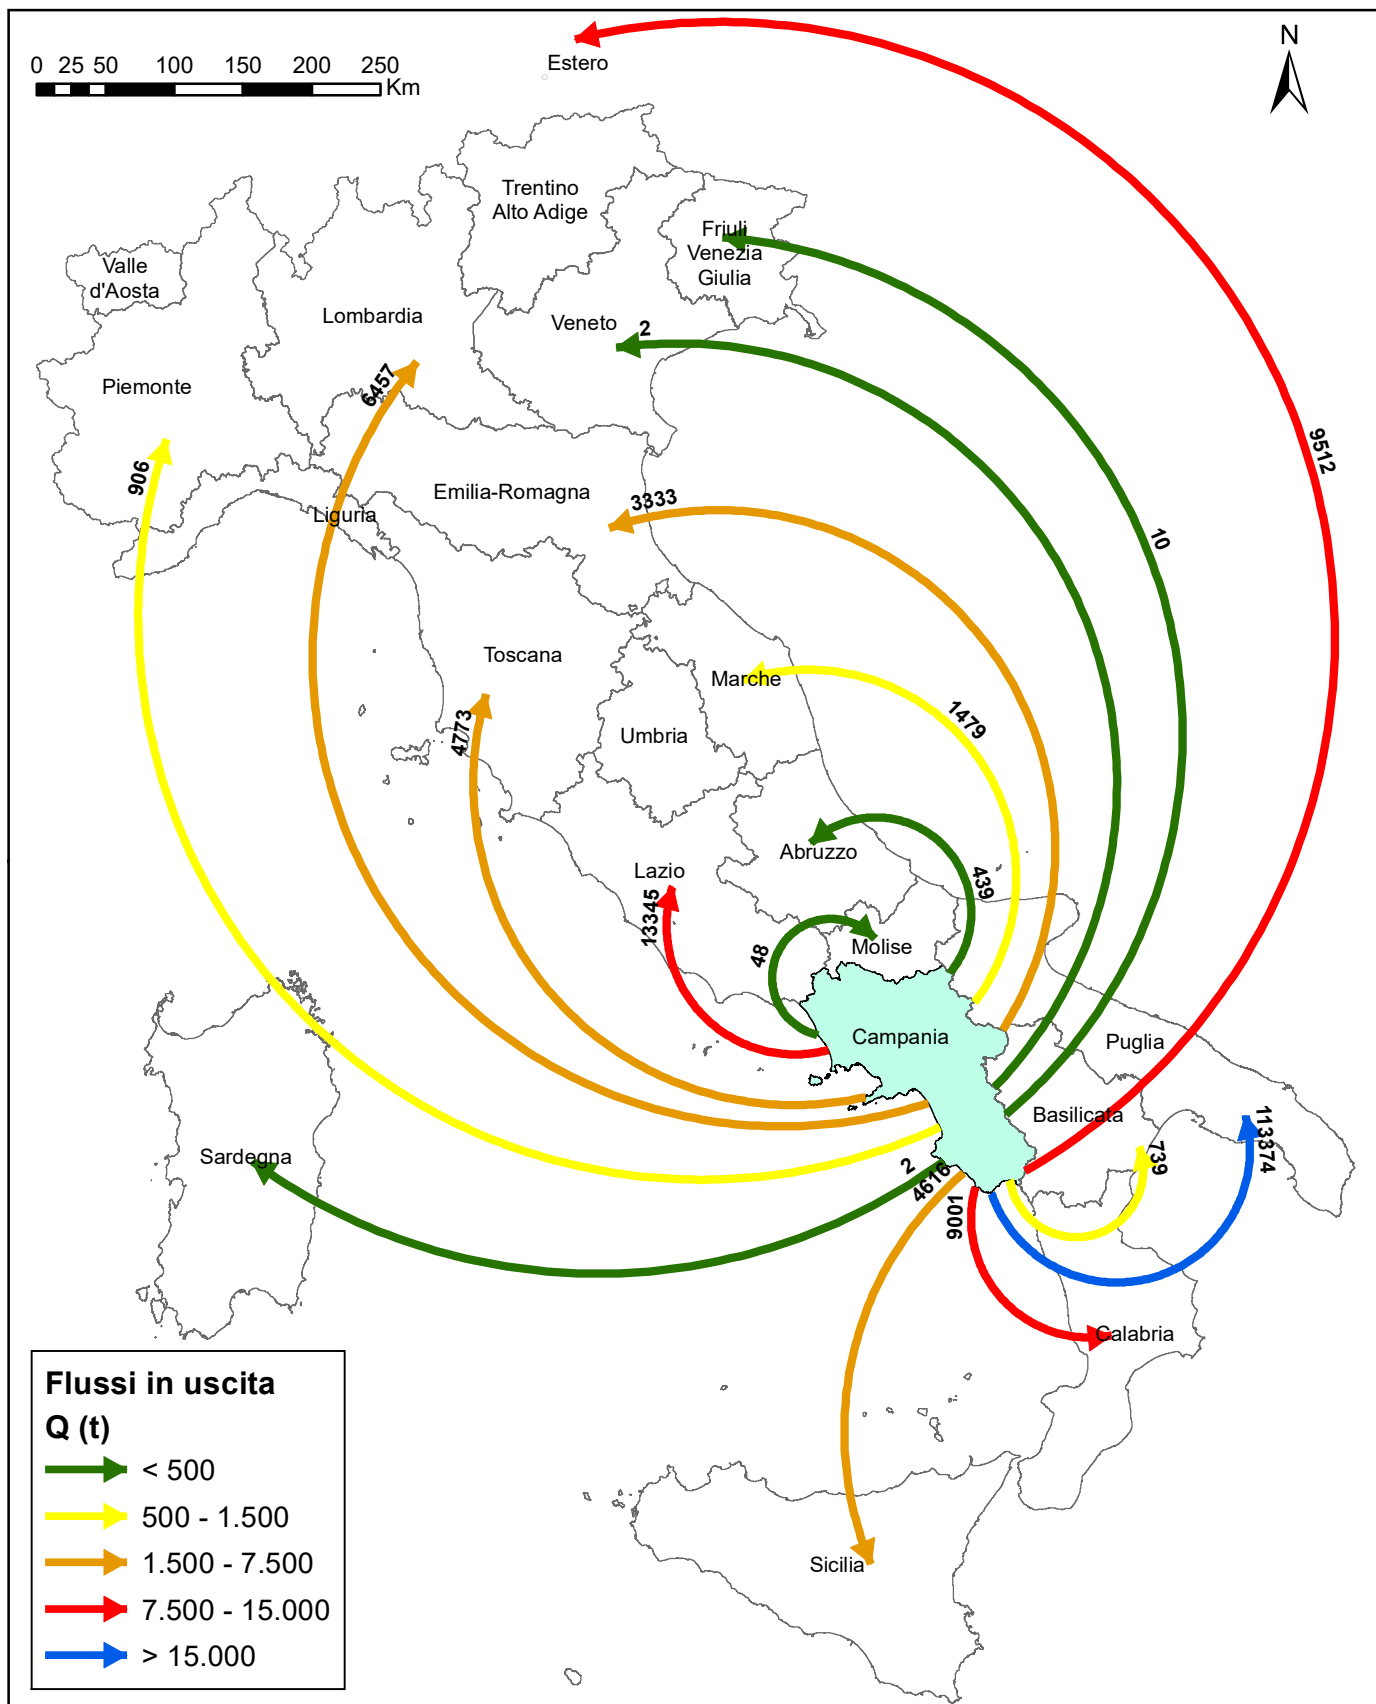 N
0 25 50 100 150 200 250
Km
Estero
Trentino
Alto Adige
Friuli
Venezia
Giulia
Valle
d'Aosta
Lombardia
Veneto
2
Piemonte
6457
906
9512
Emilia-Romagna
3333
Liguria
10
Toscana
Marche
1479
4773
Umbria
Abruzzo
439
Lazio
13345
Molise
48
Campania
Puglia
Basilicata
113374
739
Sardegna
2
4616
9001
Calabria
Sicilia
Flussi in uscita
Q (t)
< 500
500 - 1.500
1.500 - 7.500
7.500 - 15.000
> 15.000